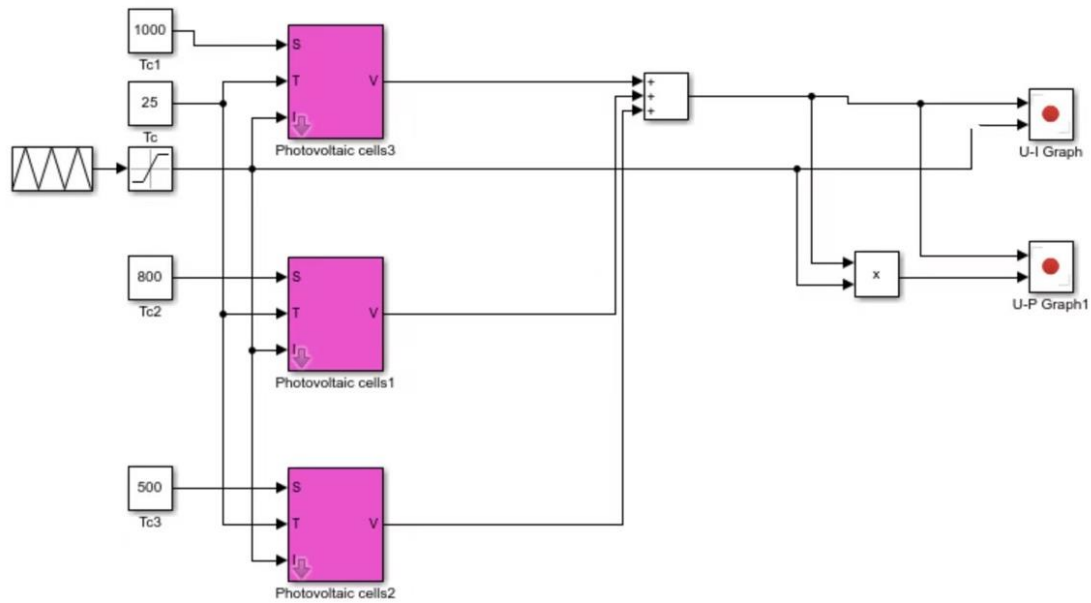 1000
Tc1
S
T
I
V
Photovoltaic cells3
25
Tc
+
+
+
U-I Graph
800
Tc2
S
T
I
V
Photovoltaic cells1
x
U-P Graph1
500
Tc3
S
T
I
V
Photovoltaic cells2